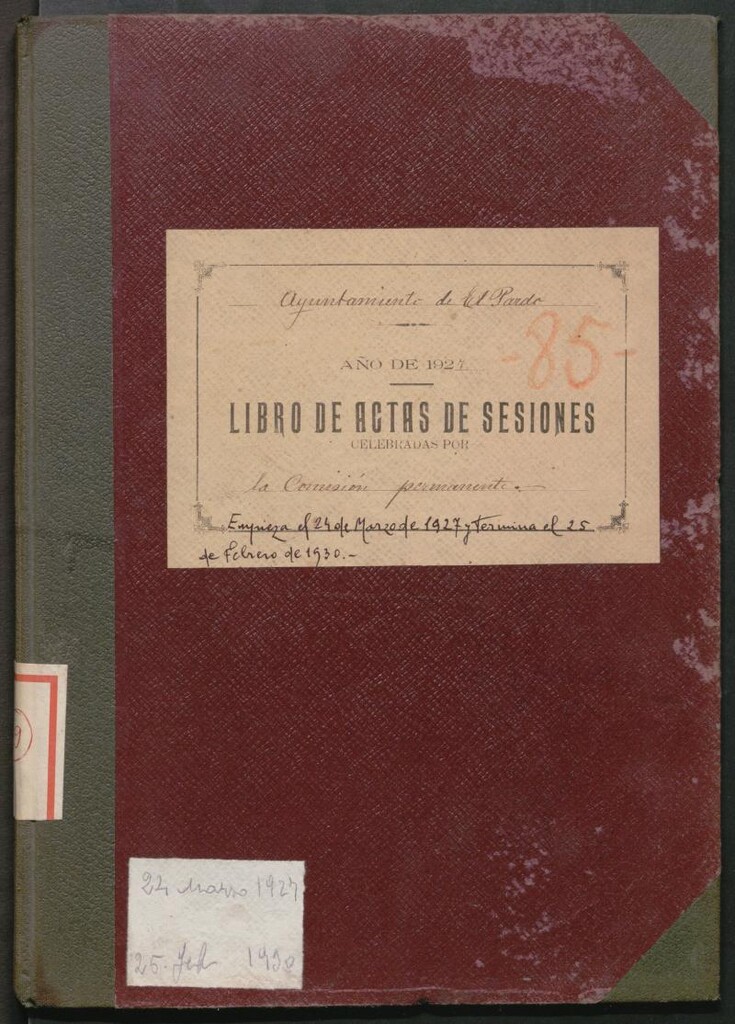 Ayuntamiento de El Pardo
-85-
AÑO DE 1927
LIBRO DE ACTAS DE SESIONES
CELEBRADAS POR
la Comisión permanente.
Empieza el 24 de Marzo de 1927 y termina el 25
de Febrero de 1930.-
9)
24 Marzo 1927
25. Feb 1930